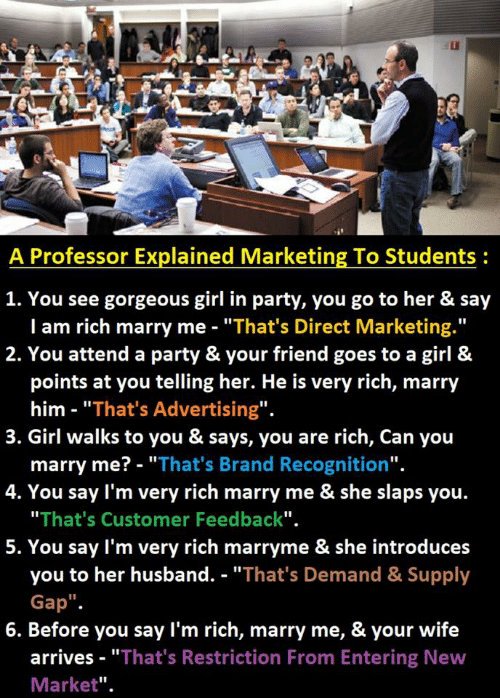 A Professor Explained Marketing To Students :
1. You see gorgeous girl in party, you go to her & say
I am rich marry me - "That's Direct Marketing."
2. You attend a party & your friend goes to a girl &
points at you telling her. He is very rich, marry
him - "That's Advertising".
3. Girl walks to you & says, you are rich, Can you
marry me? - "That's Brand Recognition".
4. You say I'm very rich marry me & she slaps you.
"That's Customer Feedback".
5. You say I'm very rich marryme & she introduces
you to her husband. - "That's Demand & Supply
Gap".
6. Before you say I'm rich, marry me, & your wife
arrives - "That's Restriction From Entering New
Market".